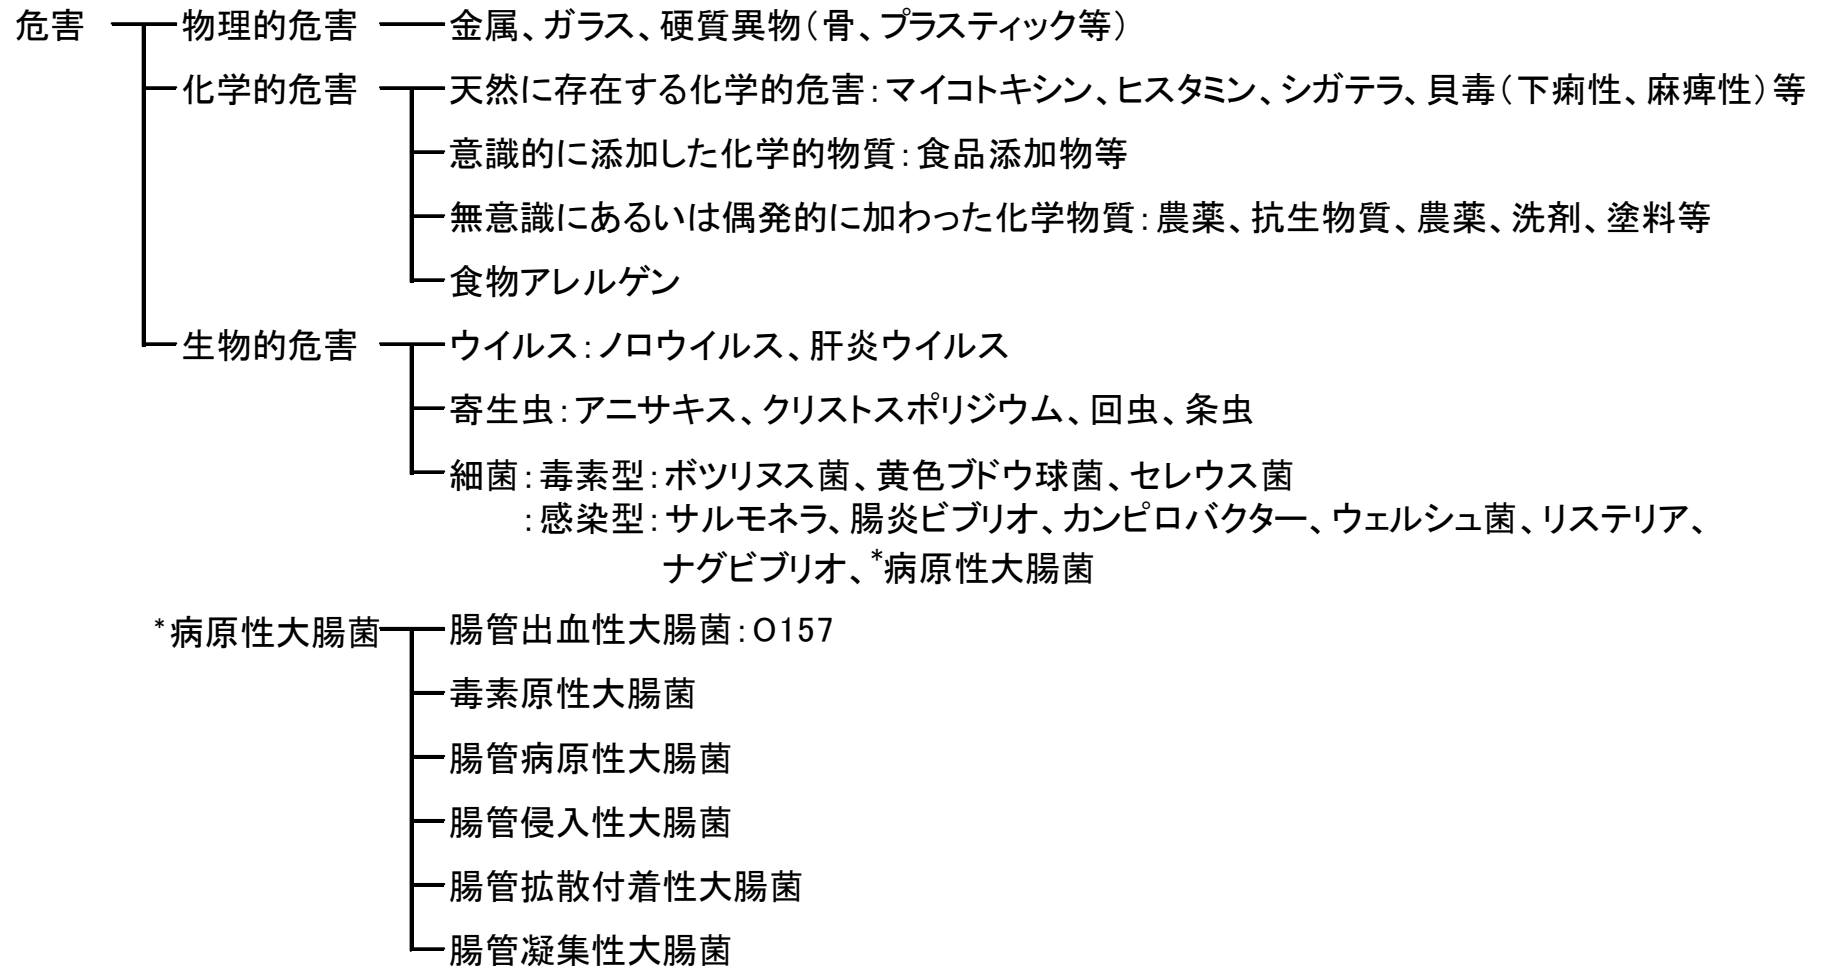 危害 物理的危害 金属、ガラス、硬質異物(骨、プラスティック等)
化学的危害 天然に存在する化学的危害:マイコトキシン、ヒスタミン、シガテラ、貝毒(下痢性、麻痺性)等
意識的に添加した化学的物質:食品添加物等
無意識にあるいは偶発的に加わった化学物質:農薬、抗生物質、農薬、洗剤、塗料等
食物アレルゲン
生物的危害 ウイルス:ノロウイルス、肝炎ウイルス
寄生虫:アニサキス、クリストスポリジウム、回虫、条虫
細菌:毒素型:ボツリヌス菌、黄色ブドウ球菌、セレウス菌
:感染型:サルモネラ、腸炎ビブリオ、カンピロバクター、ウェルシュ菌、リステリア、
ナグビブリオ、*病原性大腸菌
*病原性大腸菌 腸管出血性大腸菌:O157
毒素原性大腸菌
腸管病原性大腸菌
腸管侵入性大腸菌
腸管拡散付着性大腸菌
腸管凝集性大腸菌